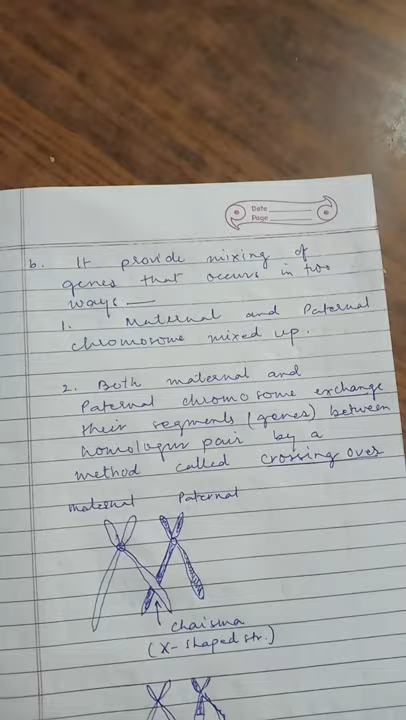 Date
Page
b. It provide mixing of
genes that occurs in two
ways —
1. Maternal and Paternal
chromosome mixed up.
2. Both maternal and
Paternal chromosome exchange
their segments (genes) between
homologus pair by a
method called crossing over
maternal Paternal
chaisma
(X-shaped str.)